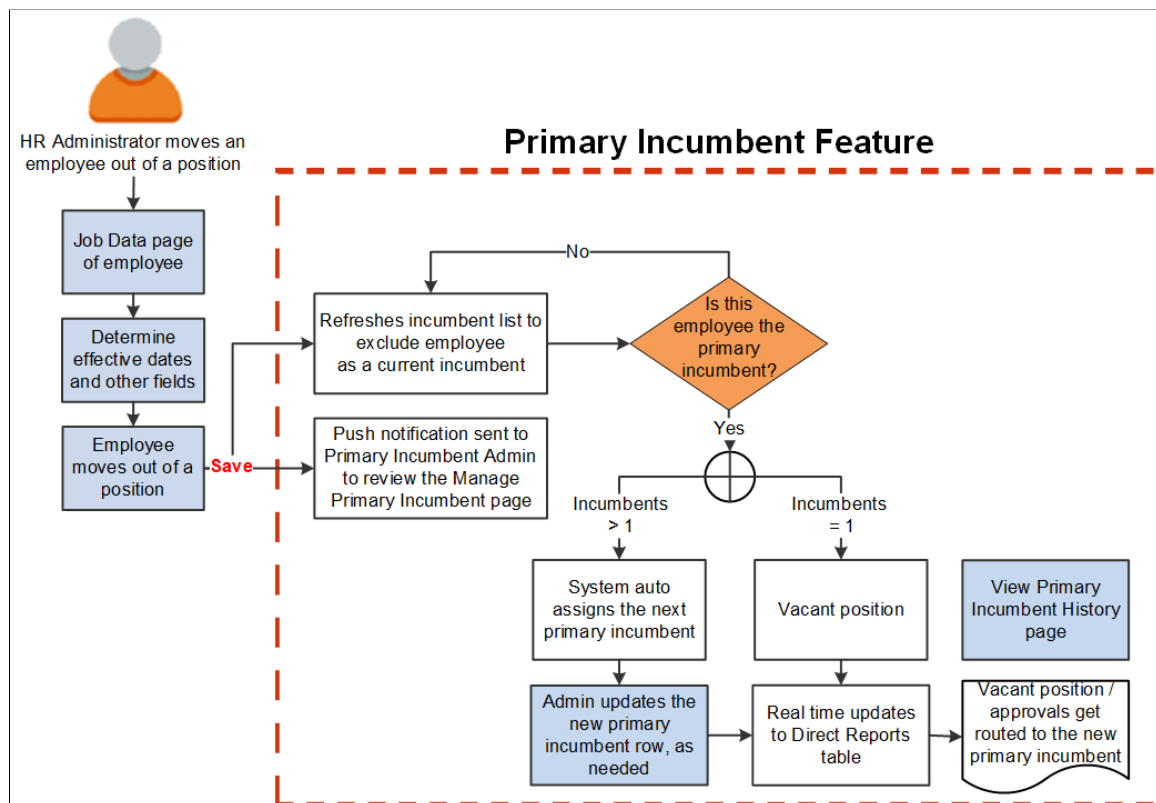 HR Administrator moves an
employee out of a position
Primary Incumbent Feature
Job Data page
of employee
Determine
effective dates
and other fields
Employee
moves out of a
position
Save
No
Refreshes incumbent list to
exclude employee
as a current incumbent
Is this
employee the
primary
incumbent?
Push notification sent to
Primary Incumbent Admin
to review the Manage
Primary Incumbent page
Yes
Incumbents
> 1
Incumbents
= 1
System auto
assigns the next
primary incumbent
Vacant position
View Primary
Incumbent History
page
Admin updates the
new primary
incumbent row, as
needed
Real time updates
to Direct Reports
table
Vacant position /
approvals get
routed to the new
primary incumbent